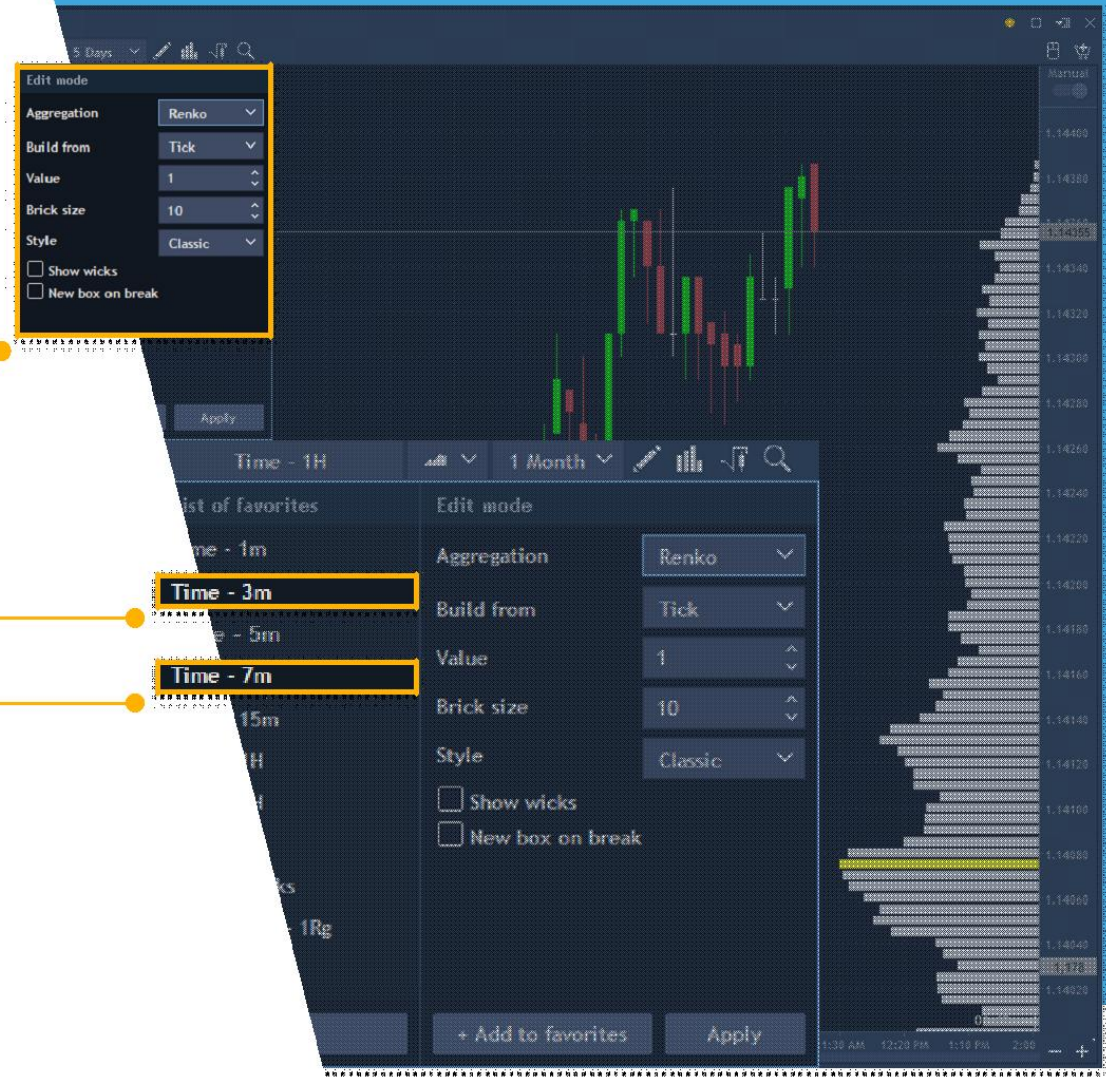 5 Days
Edit mode
Manual
Aggregation
Renko
Build from
Tick
Value
1
Brick size
10
Style
Classic
Show wicks
New box on break
Apply
1.14400
1.14380
1.14355
1.14340
1.14320
1.14300
1.14280
1.14260
1.14240
1.14220
1.14200
1.14180
1.14160
1.14140
1.14120
1.14100
1.14080
1.14060
1.14040
1.14020
Time - 1H
1 Month
ist of favorites
me - 1m
Time - 3m
e - 5m
Time - 7m
15m
1Rg
Edit mode
Aggregation
Renko
Build from
Tick
Value
1
Brick size
10
Style
Classic
Show wicks
New box on break
+ Add to favorites
Apply
12:20 PM
1:10 PM
2:00